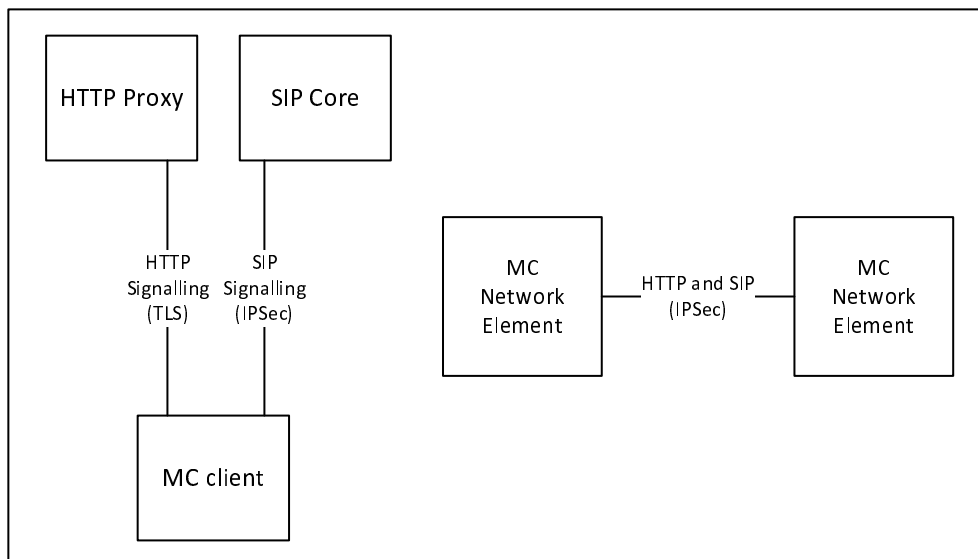 HTTP Proxy
SIP Core
HTTP
Signalling
(TLS)
SIP
Signalling
(IPSec)
MC client
MC
Network
Element
HTTP and SIP
(IPSec)
MC
Network
Element